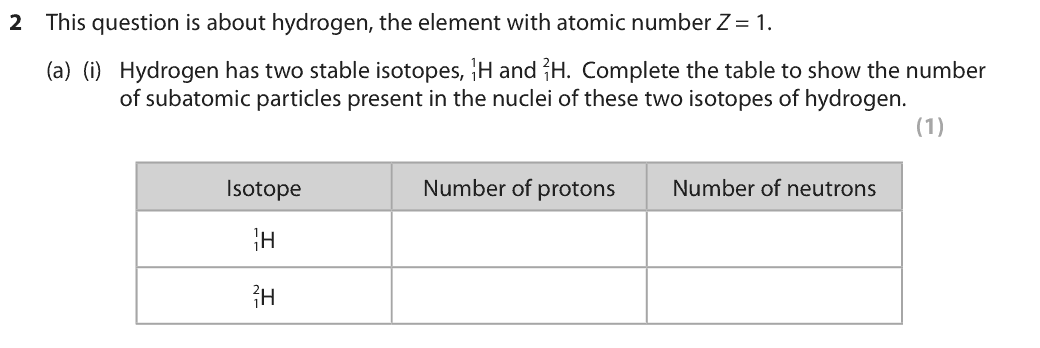 2 This question is about hydrogen, the element with atomic number Z = 1.
(a) (i) Hydrogen has two stable isotopes, ¹₁H and ²₁H. Complete the table to show the number
of subatomic particles present in the nuclei of these two isotopes of hydrogen.
(1)
Isotope Number of protons Number of neutrons
¹₁H
²₁H